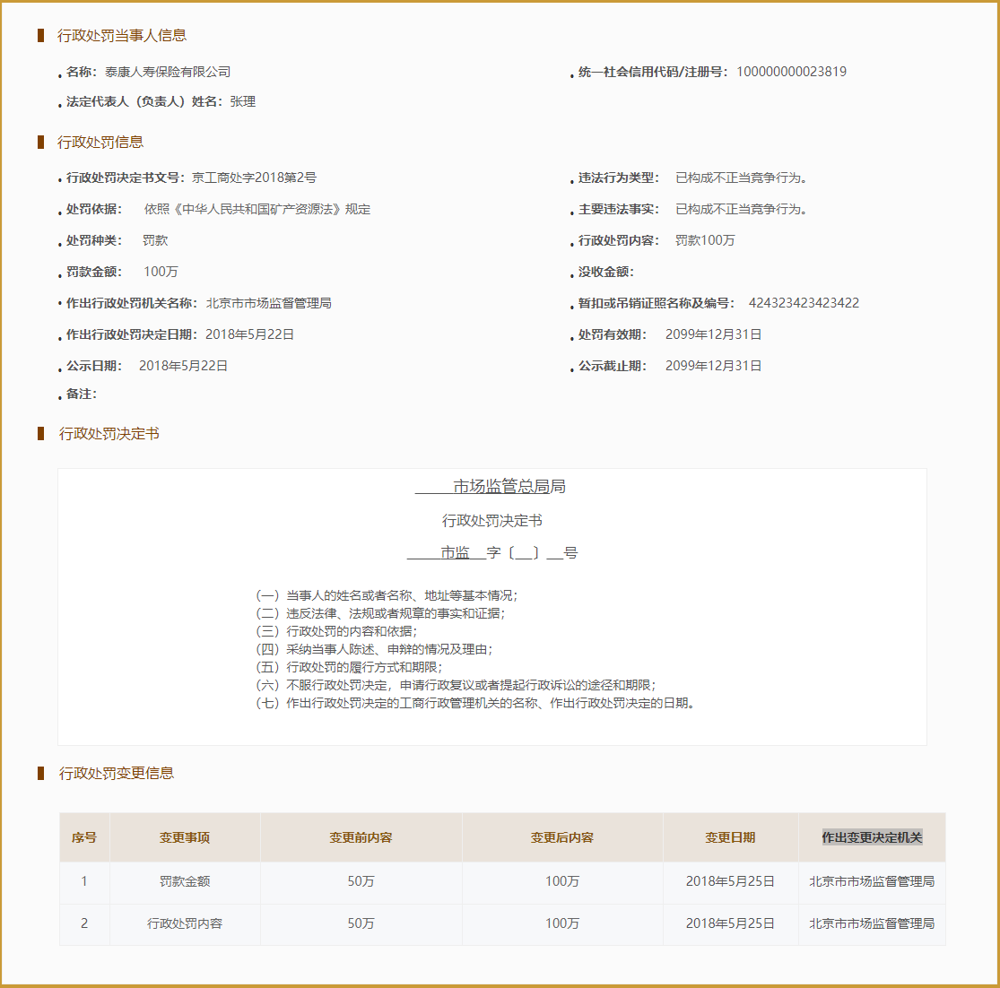 行政处罚当事人信息
名称：泰康人寿保险有限公司 统一社会信用代码/注册号：100000000023819
法定代表人（负责人）姓名：张理
行政处罚信息
行政处罚决定书文号：京工商处字2018第2号 违法行为类型： 已构成不正当竞争行为。
处罚依据： 依照《中华人民共和国矿产资源法》规定 主要违法事实： 已构成不正当竞争行为。
处罚种类： 罚款 行政处罚内容： 罚款100万
罚款金额： 100万 没收金额：
作出行政处罚机关名称：北京市市场监督管理局 暂扣或吊销证照名称及编号： 424323423423422
作出行政处罚决定日期：2018年5月22日 处罚有效期： 2099年12月31日
公示日期： 2018年5月22日 公示截止期： 2099年12月31日
备注：
行政处罚决定书
____市场监管总局局
行政处罚决定书
____市监__字〔__〕__号
（一）当事人的姓名或者名称、地址等基本情况；
（二）违反法律、法规或者规章的事实和证据；
（三）行政处罚的内容和依据；
（四）采纳当事人陈述、申辩的情况及理由；
（五）行政处罚的履行方式和期限；
（六）不服行政处罚决定，申请行政复议或者提起行政诉讼的途径和期限；
（七）作出行政处罚决定的工商行政管理机关的名称、作出行政处罚决定的日期。
行政处罚变更信息
序号 变更事项 变更前内容 变更后内容 变更日期 作出变更决定机关
1 罚款金额 50万 100万 2018年5月25日 北京市市场监督管理局
2 行政处罚内容 50万 100万 2018年5月25日 北京市市场监督管理局